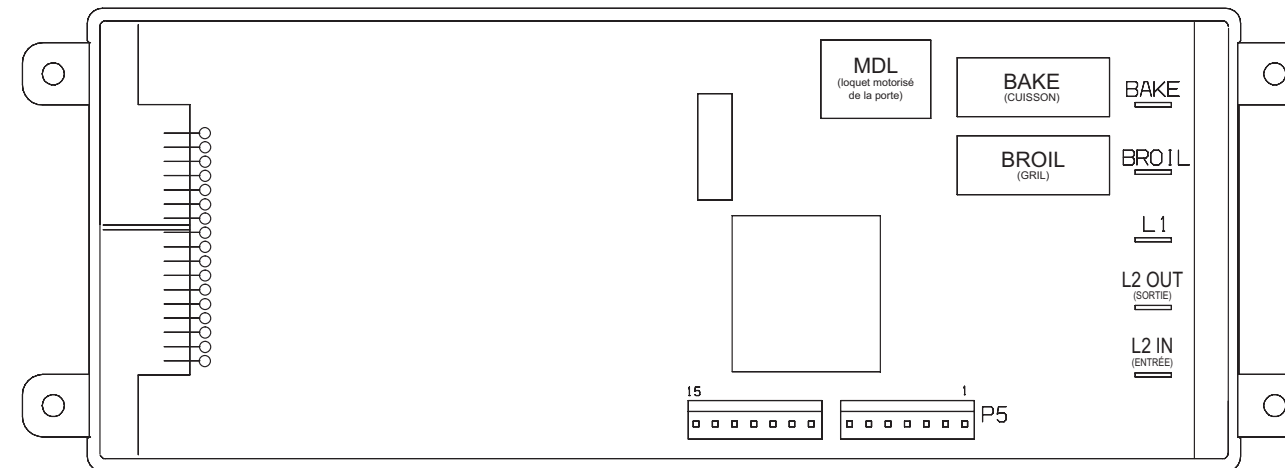 MDL
(loquet motorisé
de la porte)
BAKE
(CUISSON)
BAKE
BROIL
(GRIL)
BROIL
L1
L2 OUT
(SORTIE)
L2 IN
(ENTRÉE)
15
1
P5